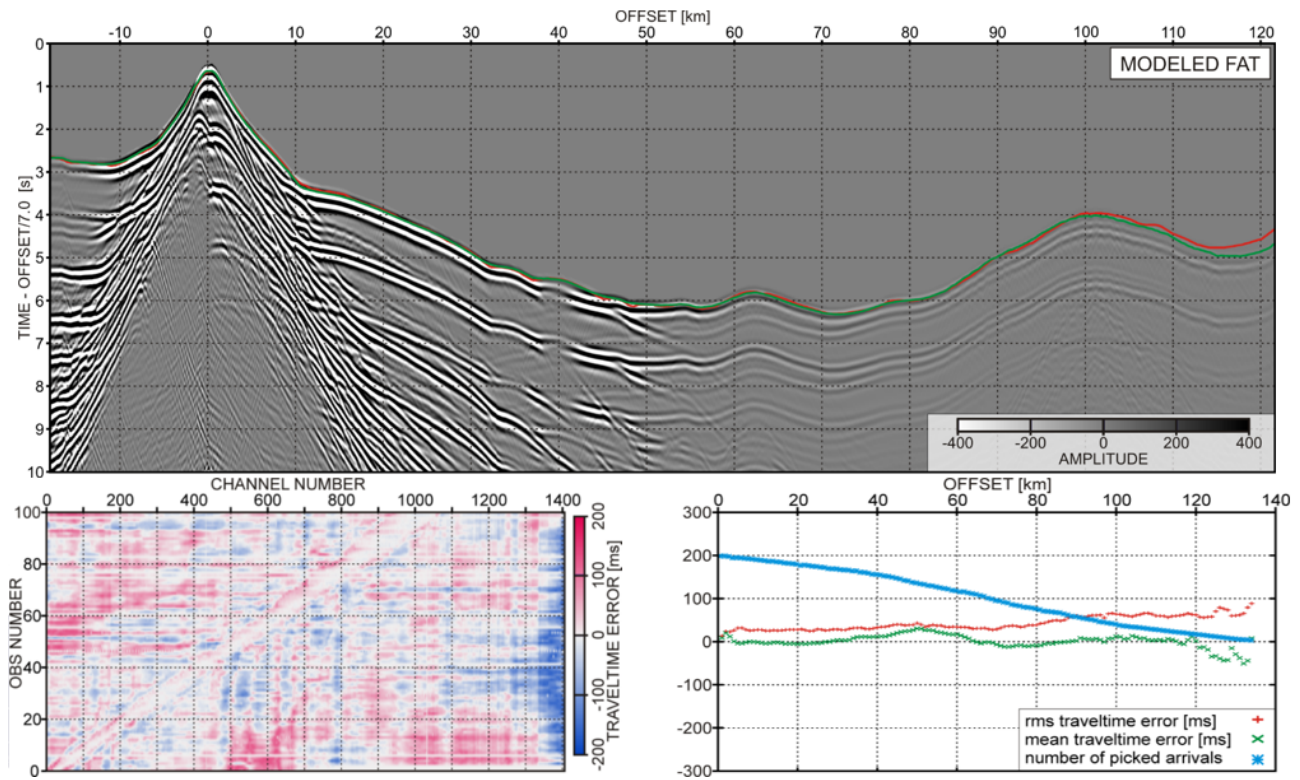 OFFSET [km]
-10 0 10 20 30 40 50 60 70 80 90 100 110 120
MODELED FAT
TIME - OFFSET/7.0 [s]
0
1
2
3
4
5
6
7
8
9
10
-400 -200 0 200 400
AMPLITUDE
CHANNEL NUMBER
0 200 400 600 800 1000 1200 1400
OBS NUMBER
100
80
60
40
20
0
200
100
0
-100
-200
TRAVELTIME ERROR [ms]
OFFSET [km]
0 20 40 60 80 100 120 140
300
200
100
0
-100
-200
-300
rms traveltime error [ms]
mean traveltime error [ms]
number of picked arrivals